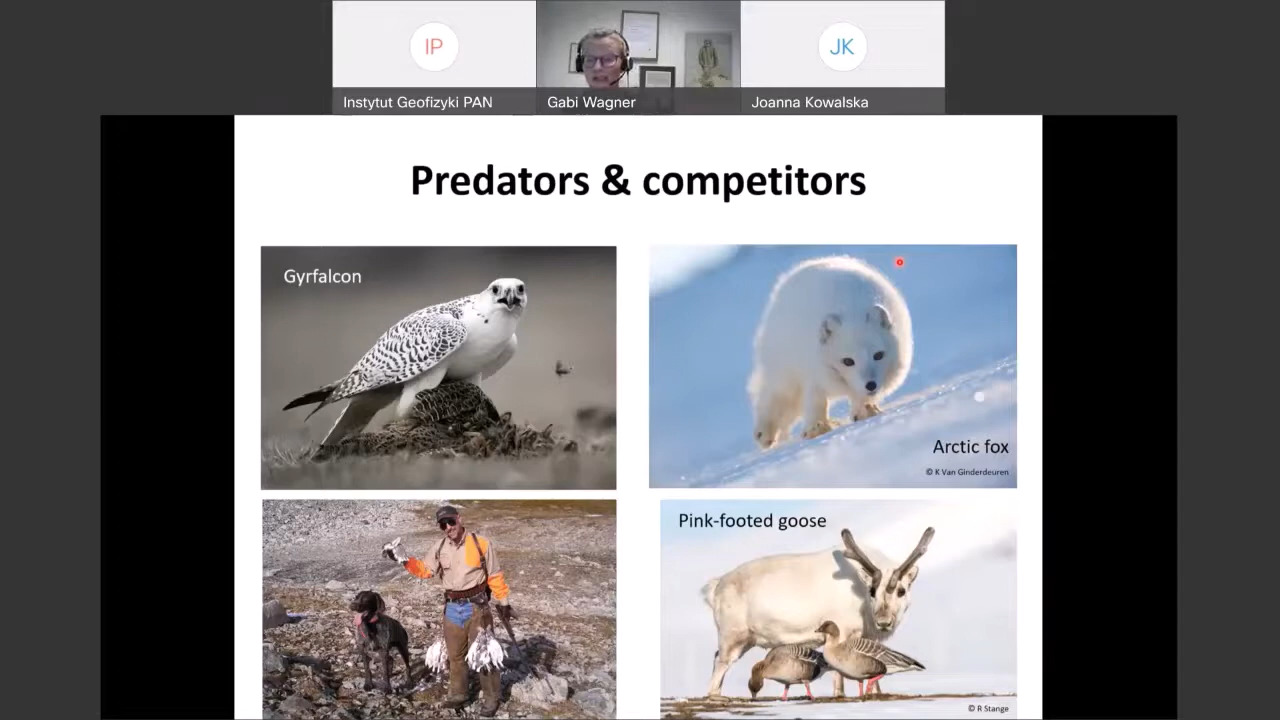 IP
JK
Instytut Geofizyki PAN
Gabi Wagner
Joanna Kowalska
Predators & competitors
Gyrfalcon
Arctic fox
© K Van Ginderdeuren
Pink-footed goose
© R Stange